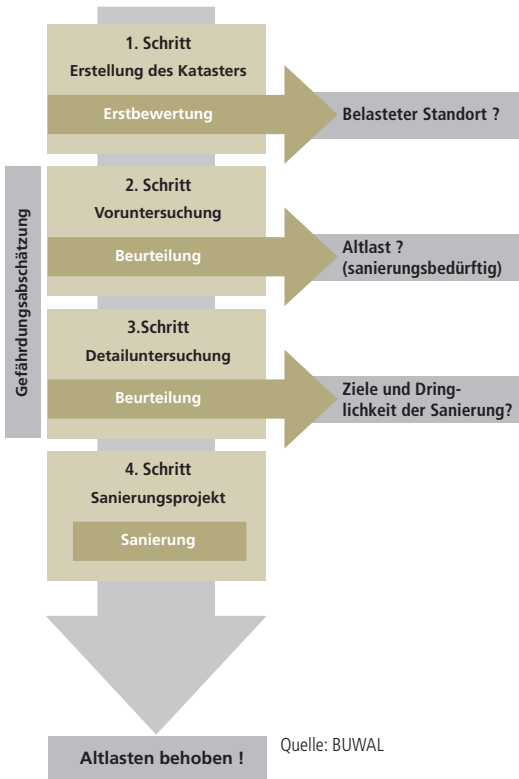 1. Schritt
Erstellung des Katasters
Erstbewertung
Belasteter Standort ?
Gefährdungsabschätzung
2. Schritt
Voruntersuchung
Beurteilung
Altlast ?
(sanierungsbedürftig)
3.Schritt
Detailuntersuchung
Beurteilung
Ziele und Dring-
lichkeit der Sanierung?
4. Schritt
Sanierungsprojekt
Sanierung
Altlasten behoben !
Quelle: BUWAL